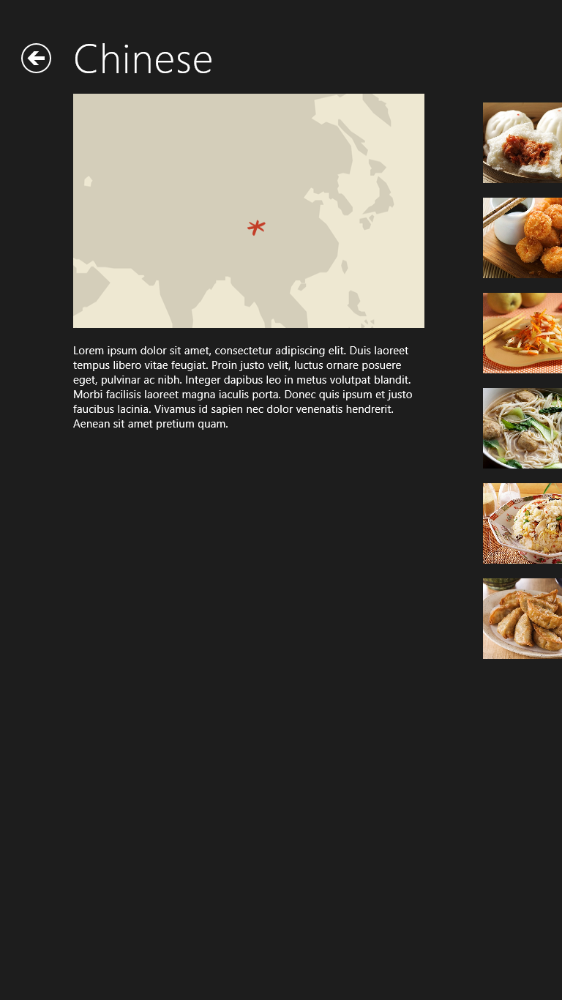 Chinese
Lorem ipsum dolor sit amet, consectetur adipiscing elit. Duis laoreet
tempus libero vitae feugiat. Proin justo velit, luctus ornare posuere
eget, pulvinar ac nibh. Integer dapibus leo in metus volutpat blandit.
Morbi facilisis laoreet magna iaculis porta. Donec quis ipsum et justo
faucibus lacinia. Vivamus id sapien nec dolor venenatis hendrerit.
Aenean sit amet pretium quam.